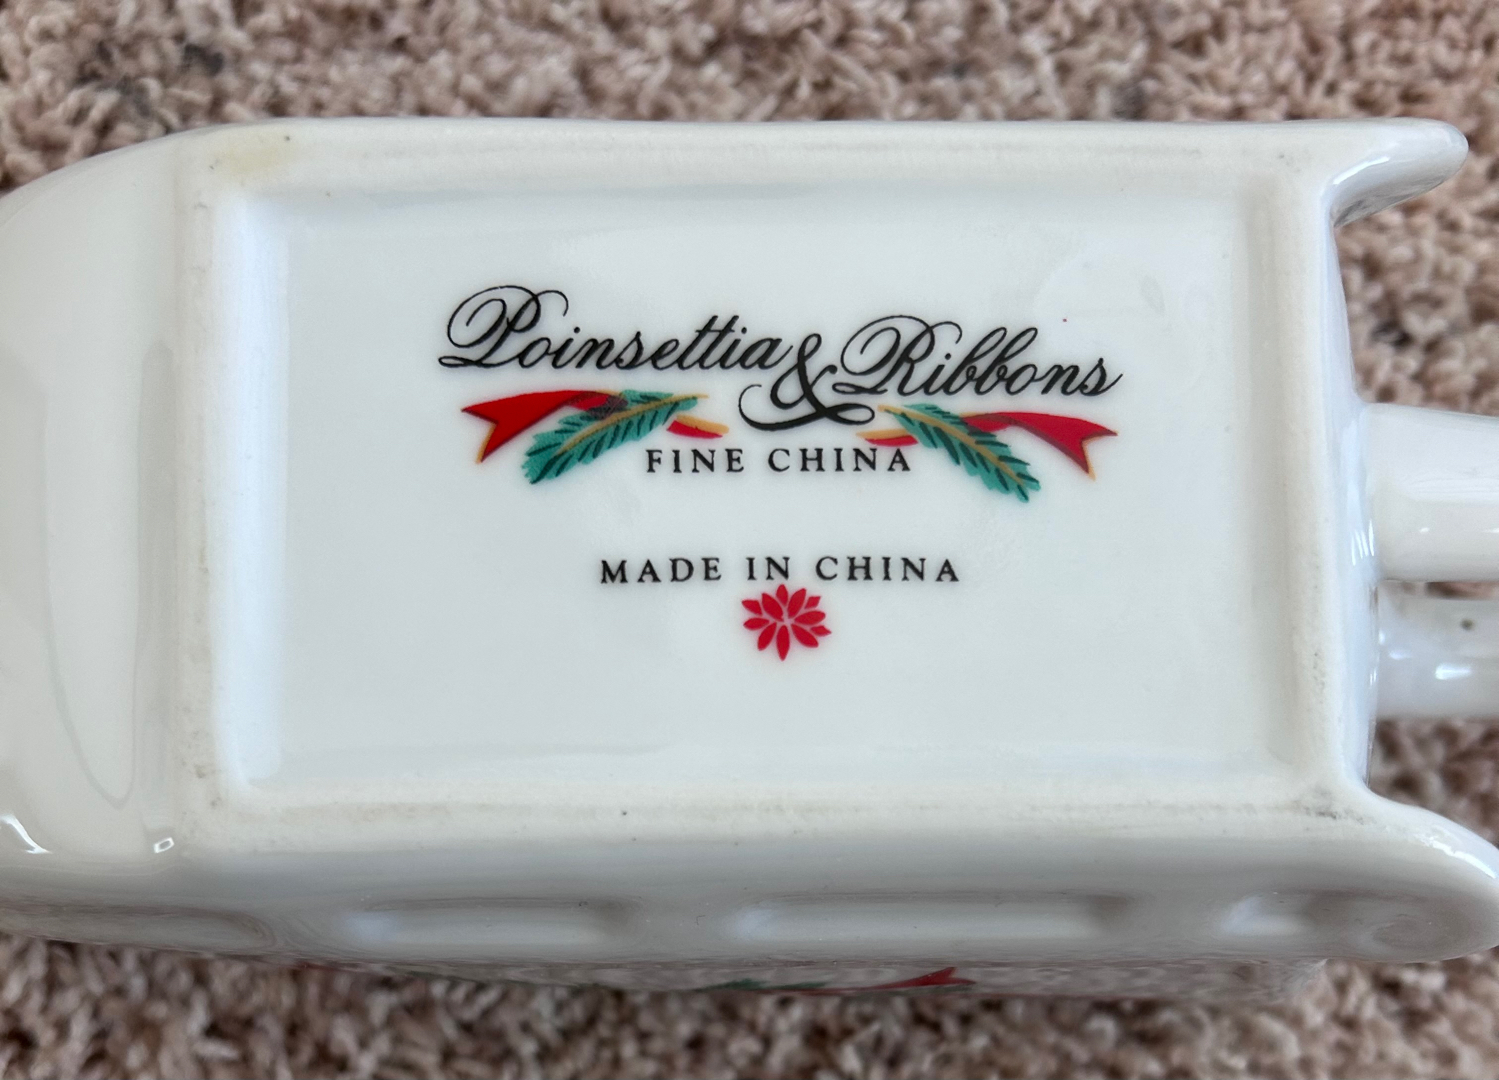 Poinsettia & Ribbons
FINE CHINA
MADE IN CHINA